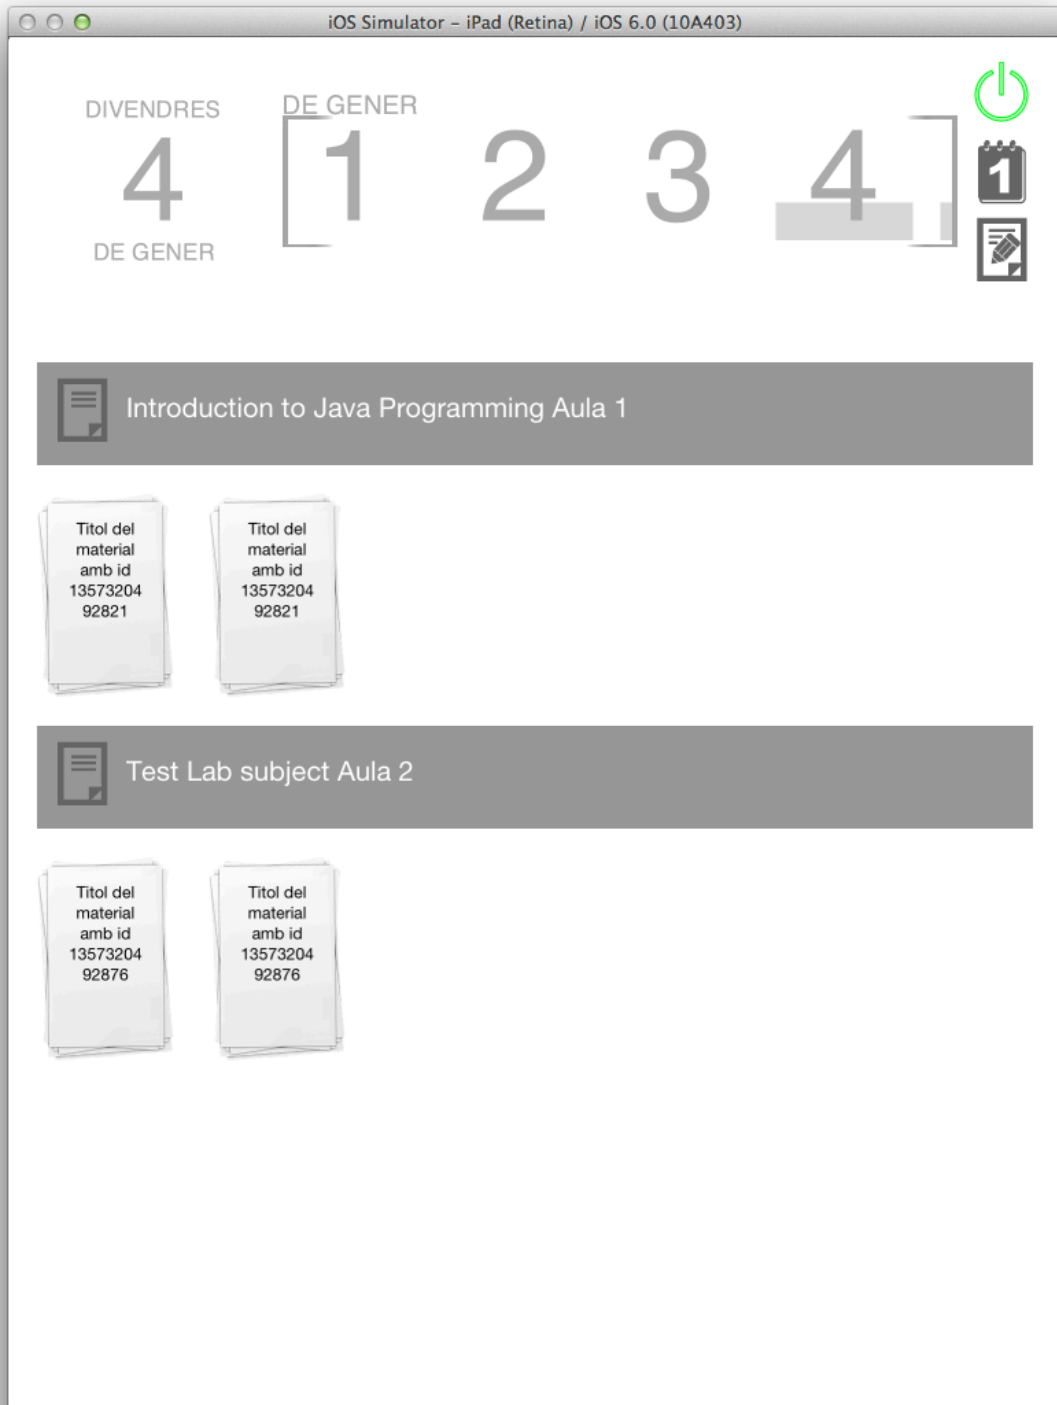 iOS Simulator – iPad (Retina) / iOS 6.0 (10A403)
DIVENDRES
4
DE GENER
DE GENER
1 2 3 4
1
Introduction to Java Programming Aula 1
Titol del
material
amb id
13573204
92821
Titol del
material
amb id
13573204
92821
Test Lab subject Aula 2
Titol del
material
amb id
13573204
92876
Titol del
material
amb id
13573204
92876